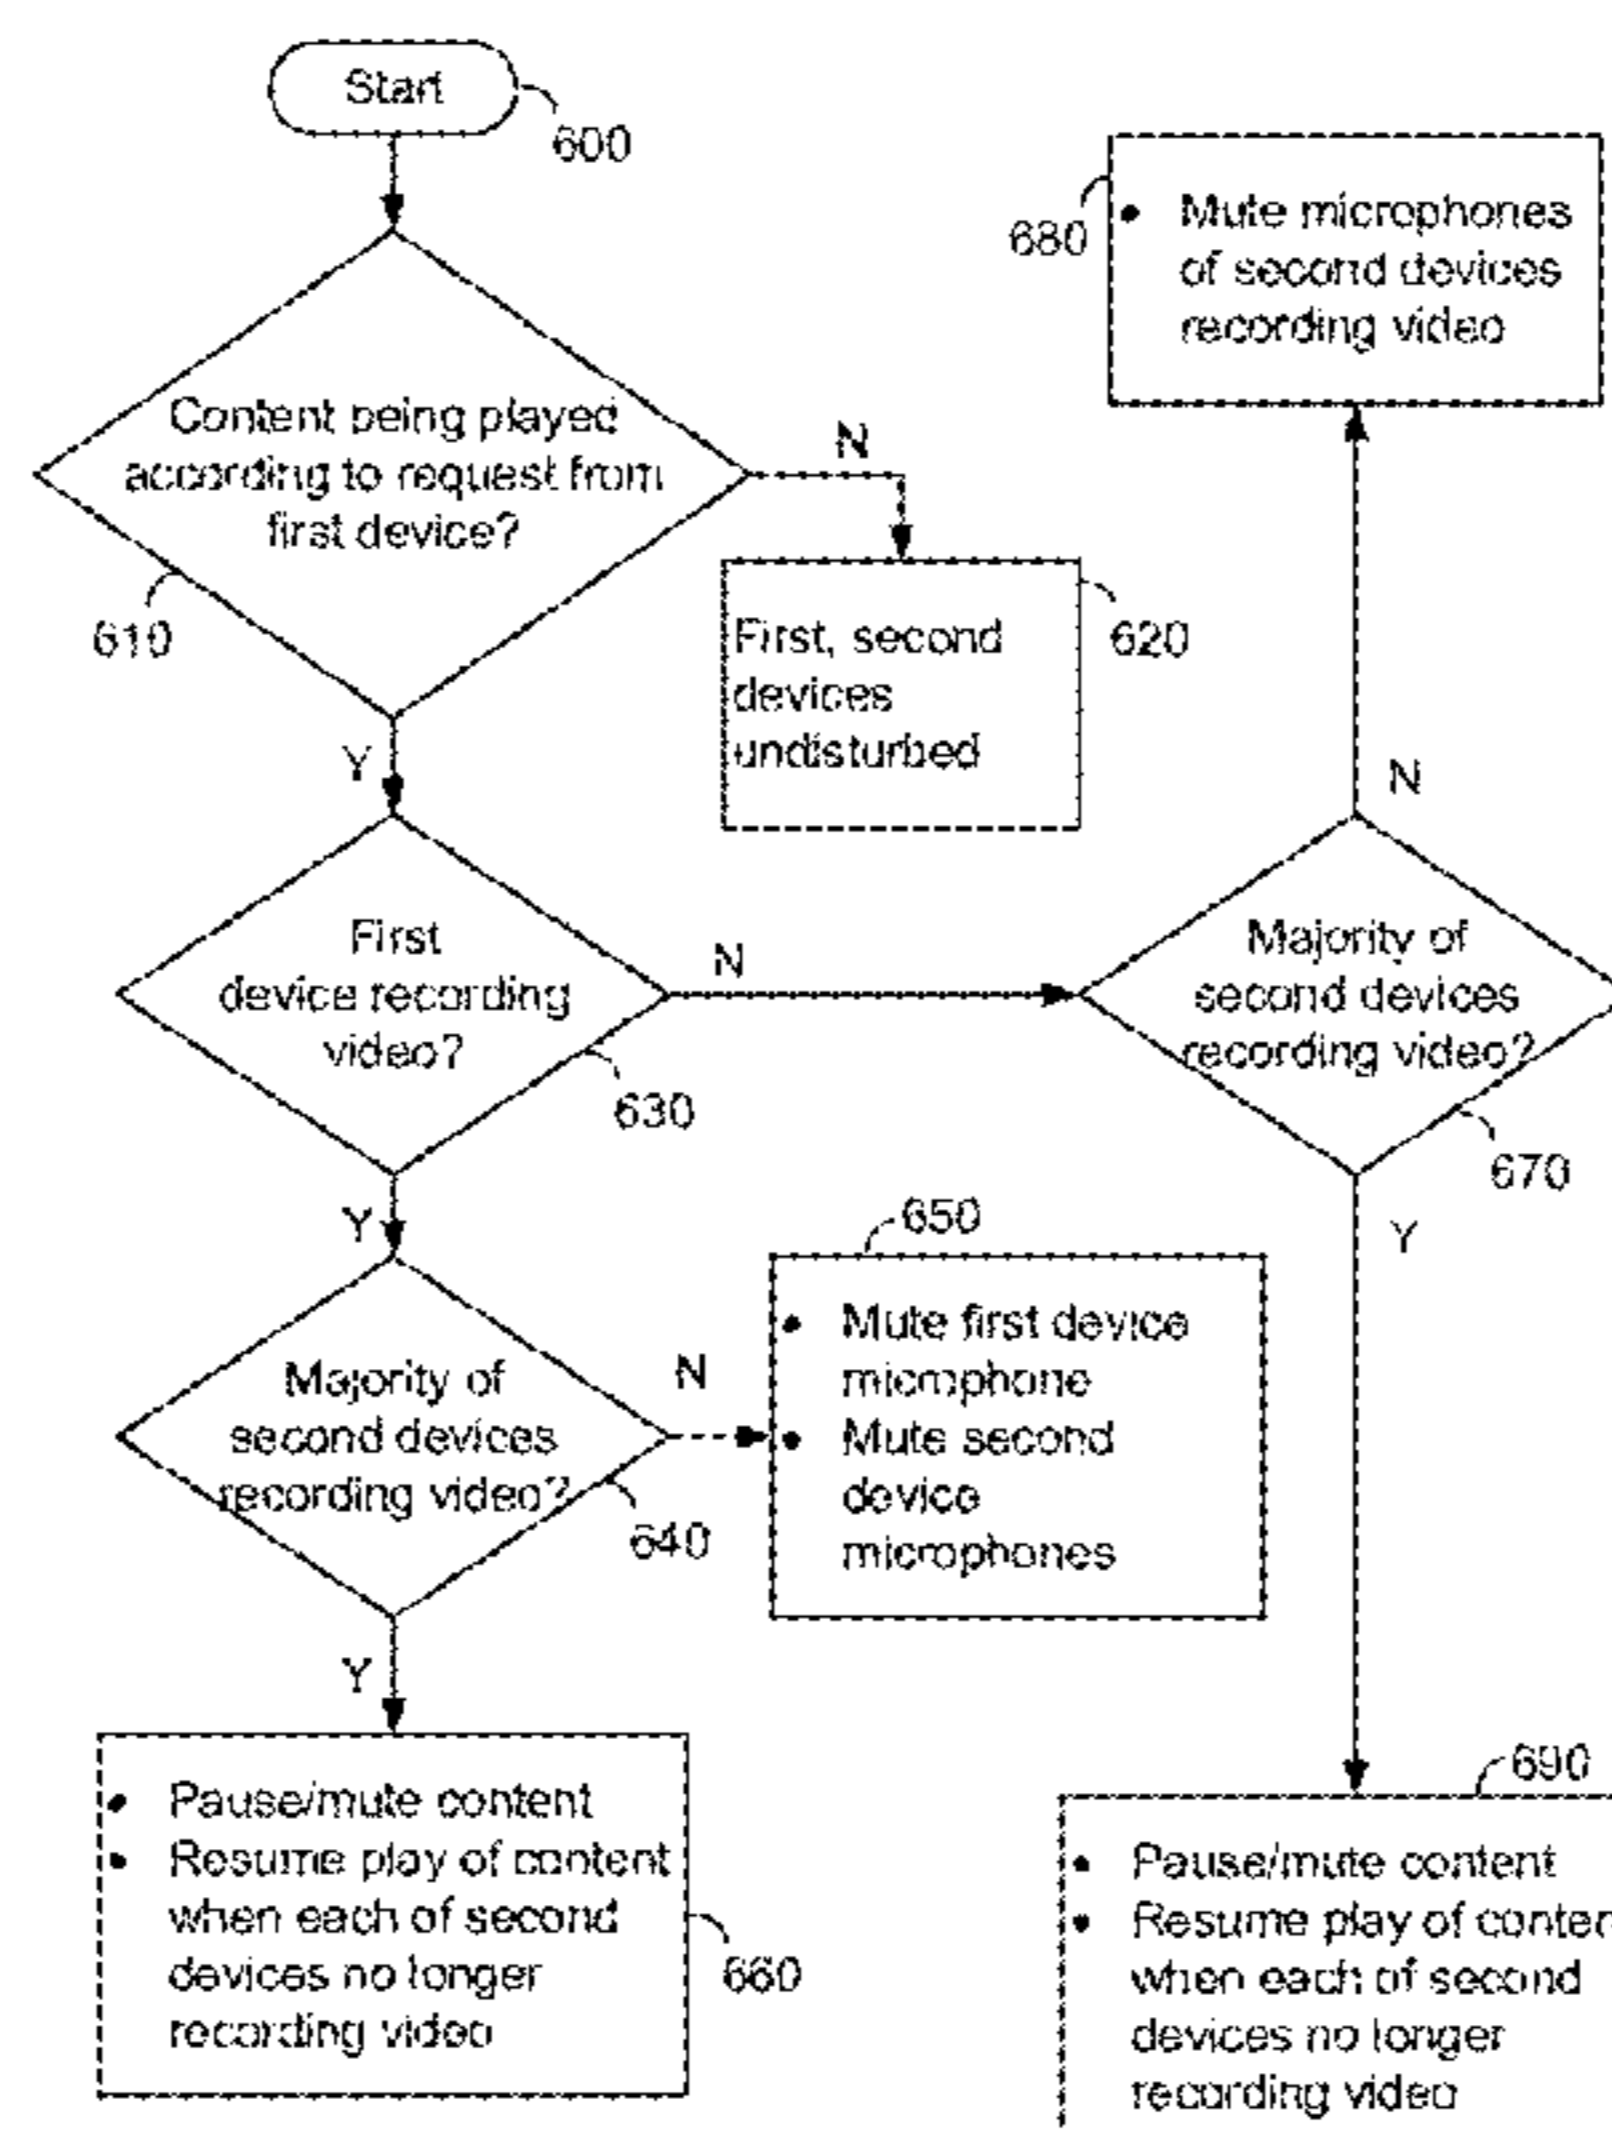 Start
600
Content being played
according to request from
first device?
610
N
Y
First, second
devices
undisturbed
620
First
device recording
video?
630
N
Y
Majority of
second devices
recording video?
670
N
Y
• Mute microphones
of second devices
recording video
680
Majority of
second devices
recording video?
640
N
Y
650
• Mute first device
microphone
• Mute second
device
microphones
• Pause/mute content
• Resume play of content
when each of second
devices no longer
recording video
660
690
• Pause/mute content
• Resume play of conten
when each of second
devices no longer
recording video